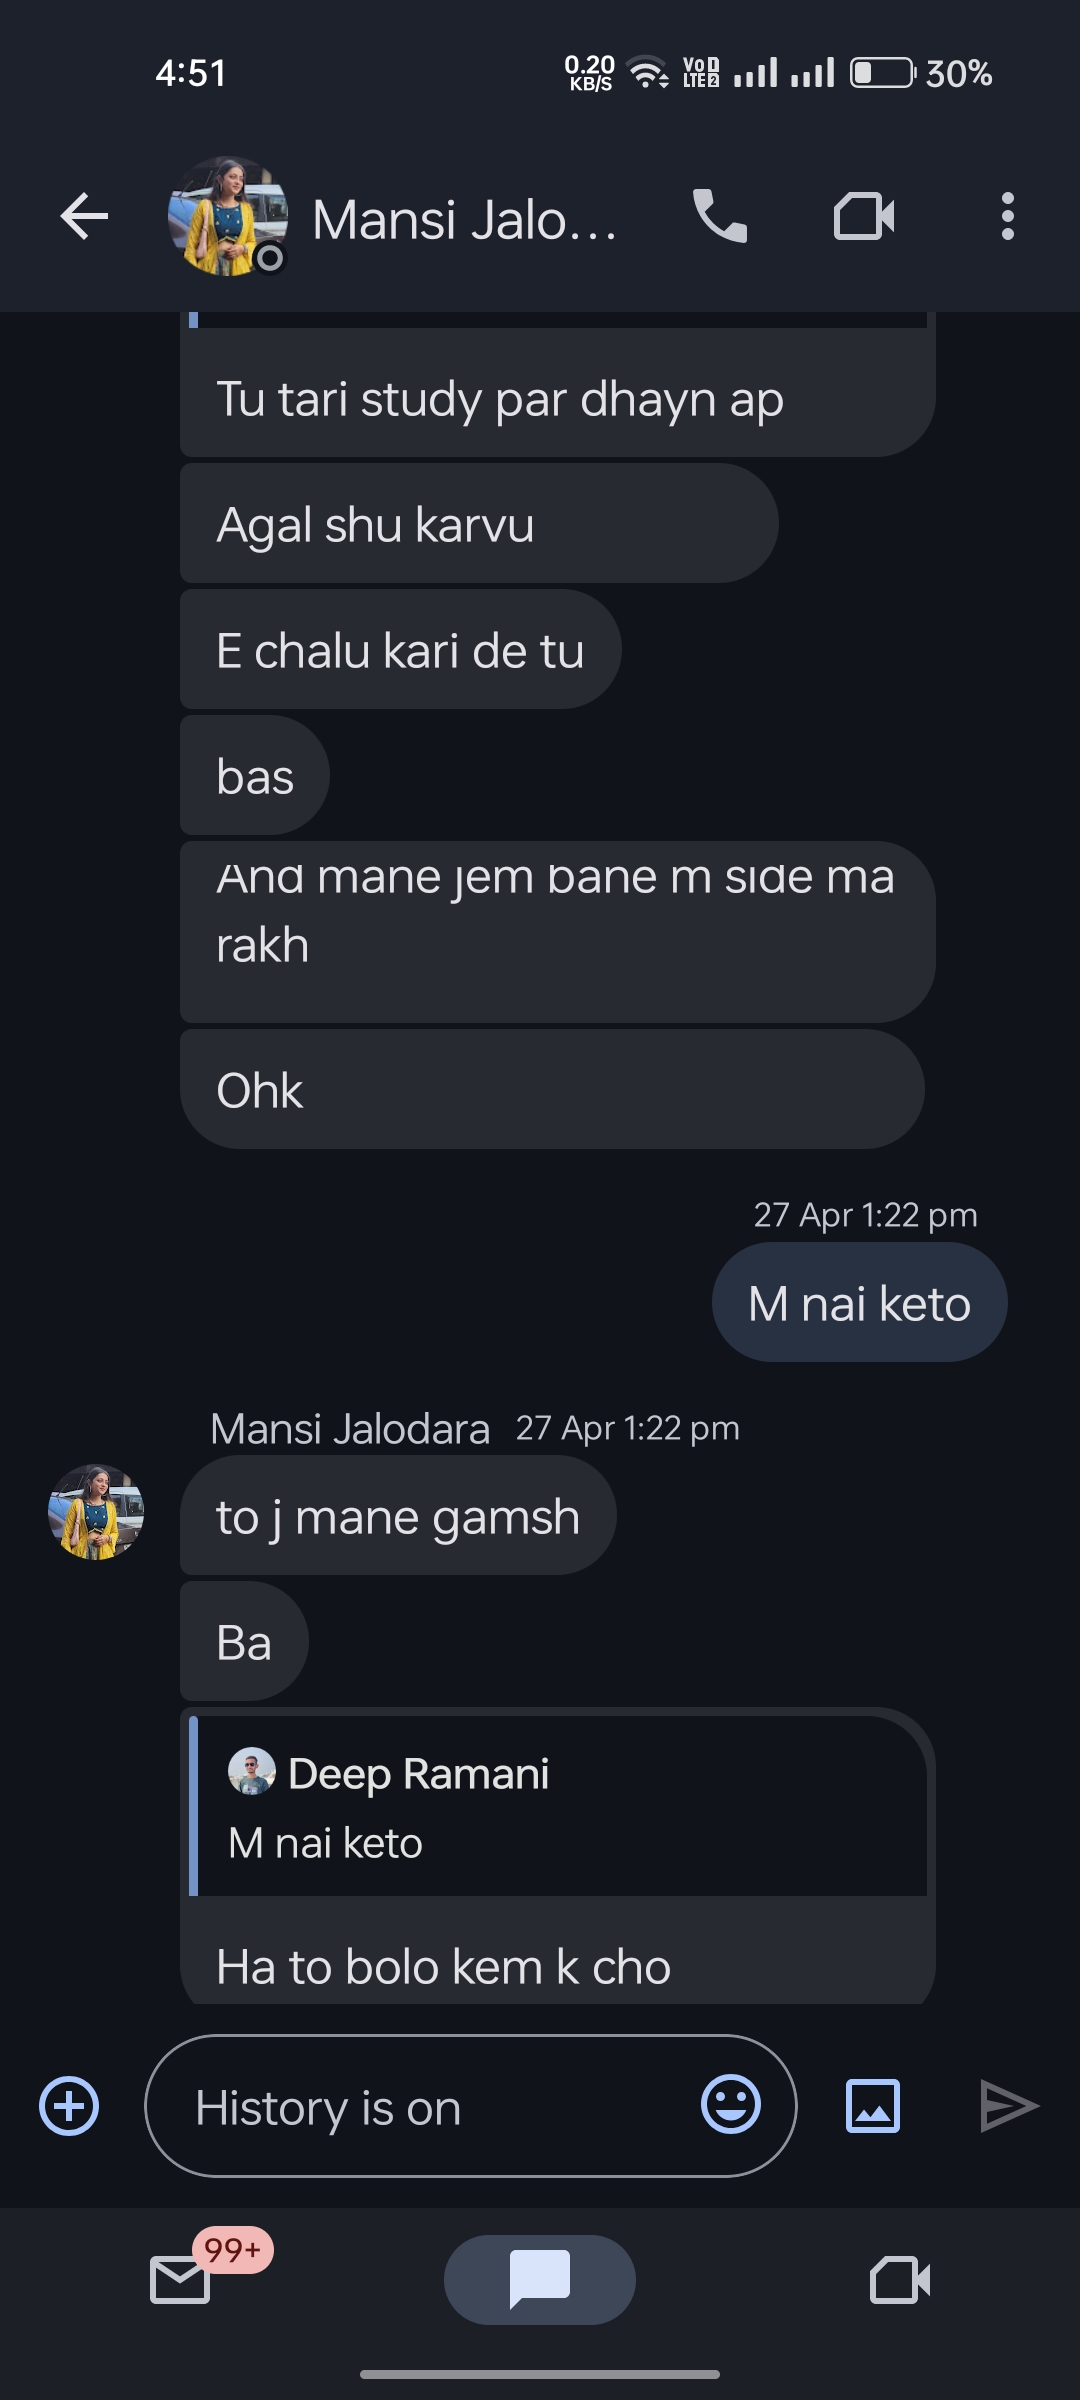 4:51
0.20
KB/S
Vo
LTE
30%
Mansi Jalo...
Tu tari study par dhayn ap
Agal shu karvu
E chalu kari de tu
bas
And mane jem bane m side ma
rakh
Ohk
27 Apr 1:22 pm
M nai keto
Mansi Jalodara 27 Apr 1:22 pm
to j mane gamsh
Ba
Deep Ramani
M nai keto
Ha to bolo kem k cho
History is on
99+